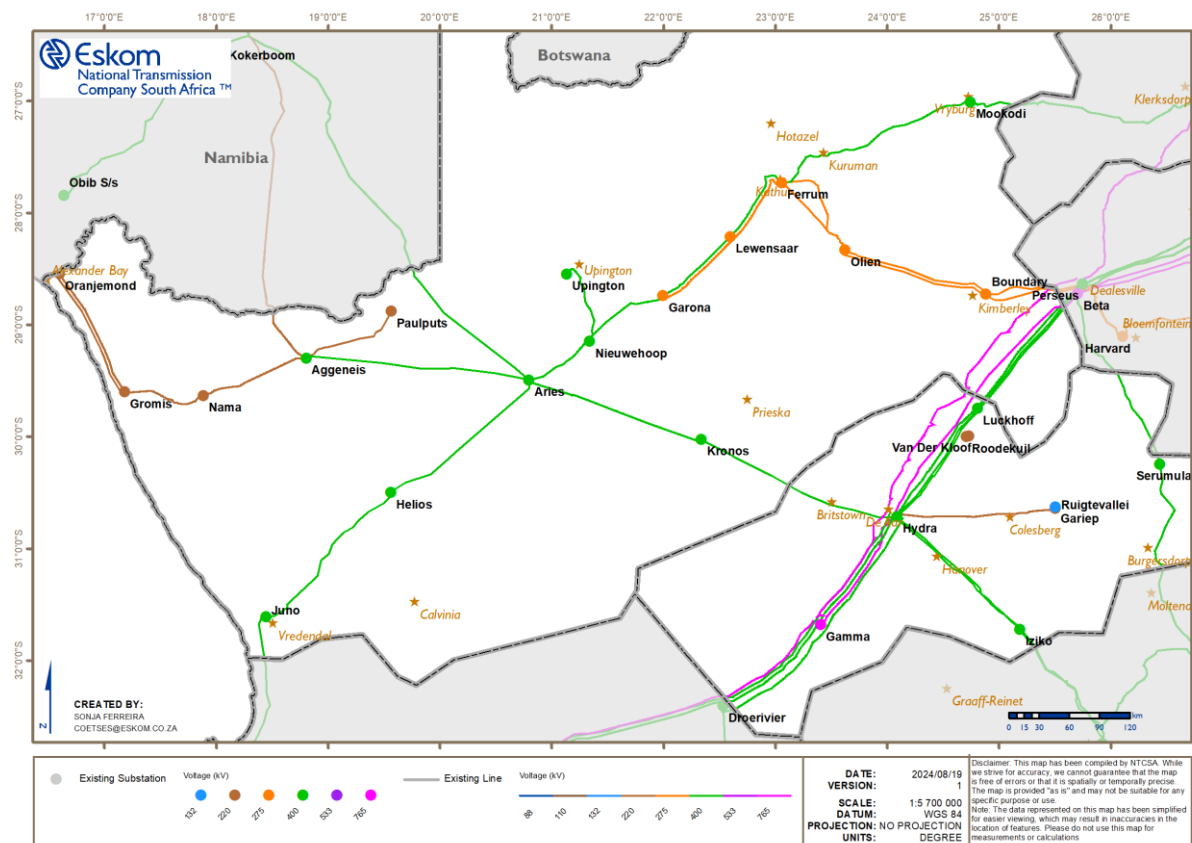 17°0'0"E
18°0'0"E
19°0'0"E
20°0'0"E
21°0'0"E
22°0'0"E
23°0'0"E
24°0'0"E
25°0'0"E
26°0'0"E
Eskom
National Transmission
Company South Africa ™
Kokerboom
Botswana
27°0'0"S
Klerksdorp
Vryburg
Mookodi
Hotazel
Kuruman
Namibia
Obib S/s
Kathu
Ferrum
28°0'0"S
Lewensaar
Olien
Alexander Bay
Oranjemond
Upington
Upington
Boundary
Perseus
Dealesville
Beta
Kimberley
Garona
29°0'0"S
Paulputs
Bloemfontein
Harvard
Nieuwehoop
Aggeneis
Aries
Gromis
Nama
Prieska
Luckhoff
30°0'0"S
Kronos
Van Der Kloof
Roodekuil
Serumula
Helios
Britstown
Hydra
Ruigtevallei
Gariep
Colesberg
31°0'0"S
Hanover
Burgersdorp
Molteno
Juno
Vredendal
Calvinia
Gamma
Iziko
32°0'0"S
Graaff-Reinet
Droerivier
N
CREATED BY:
SONJA FERREIRA
COETSES@ESKOM.CO.ZA
0 15 30 60 90 120 km
Existing Substation
Voltage (kV)
132
220
275
400
533
765
Existing Line
Voltage (kV)
88
110
132
220
275
400
533
765
DATE: 2024/08/19
VERSION: 1
SCALE: 1:5 700 000
DATUM: WGS 84
PROJECTION: NO PROJECTION
UNITS: DEGREE
Disclaimer: This map has been compiled by NTCSA. While
we strive for accuracy, we cannot guarantee that the map
is free of errors or that it is spatially or temporally precise.
The map is provided "as is" and may not be suitable for any
specific purpose or use.
Note: The data represented on this map has been simplified
for easier viewing, which may result in inaccuracies in the
location of features. Please do not use this map for
measurements or calculations